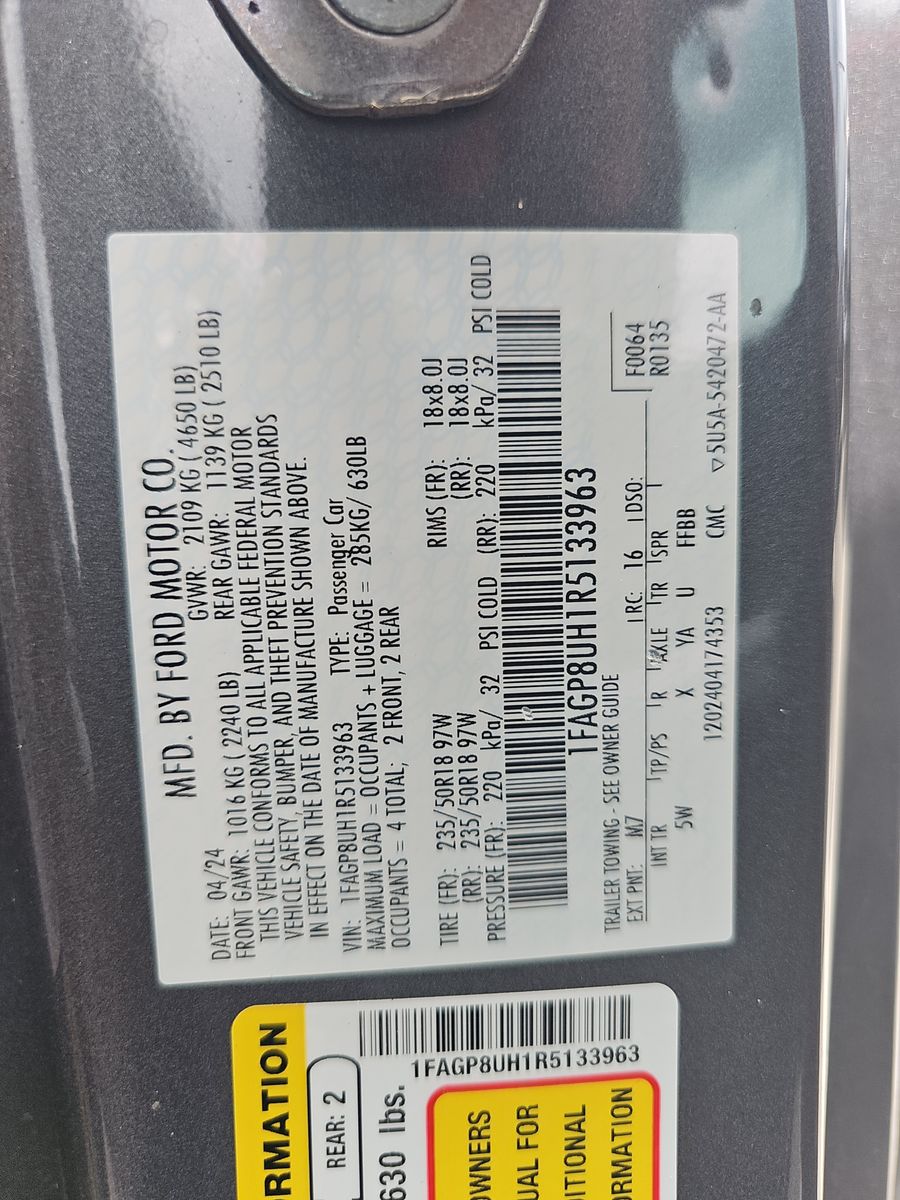 MFD. BY FORD MOTOR CO.
DATE: 04/24 GVWR: 2109 KG ( 4650 LB)
FRONT GAWR: 1016 KG ( 2240 LB) REAR GAWR: 1139 KG ( 2510 LB)
THIS VEHICLE CONFORMS TO ALL APPLICABLE FEDERAL MOTOR
VEHICLE SAFETY, BUMPER, AND THEFT PREVENTION STANDARDS
IN EFFECT ON THE DATE OF MANUFACTURE SHOWN ABOVE.
VIN: 1FAGP8UH1R5133963 TYPE: Passenger Car
MAXIMUM LOAD = OCCUPANTS + LUGGAGE = 285KG/ 630LB
OCCUPANTS = 4 TOTAL; 2 FRONT, 2 REAR
TIRE (FR): 235/50R18 97W RIMS (FR): 18x8.0J
(RR): 235/50R18 97W (RR): 18x8.0J
PRESSURE (FR): 220 kPa/ 32 PSI COLD (RR): 220 kPa/ 32 PSI COLD
1FAGP8UH1R5133963
TRAILER TOWING - SEE OWNER GUIDE
EXT PNT: M7 RC: 16 DSO: F0064
INT TR TP/PS R AXLE TR SPR R0135
5W X YA U FFBB
1202404174353 CMC ▽5U5A-5420472-AA
RMATION
REAR: 2
630 lbs.
1FAGP8UH1R5133963
OWNERS
UAL FOR
ITIONAL
ORMATION